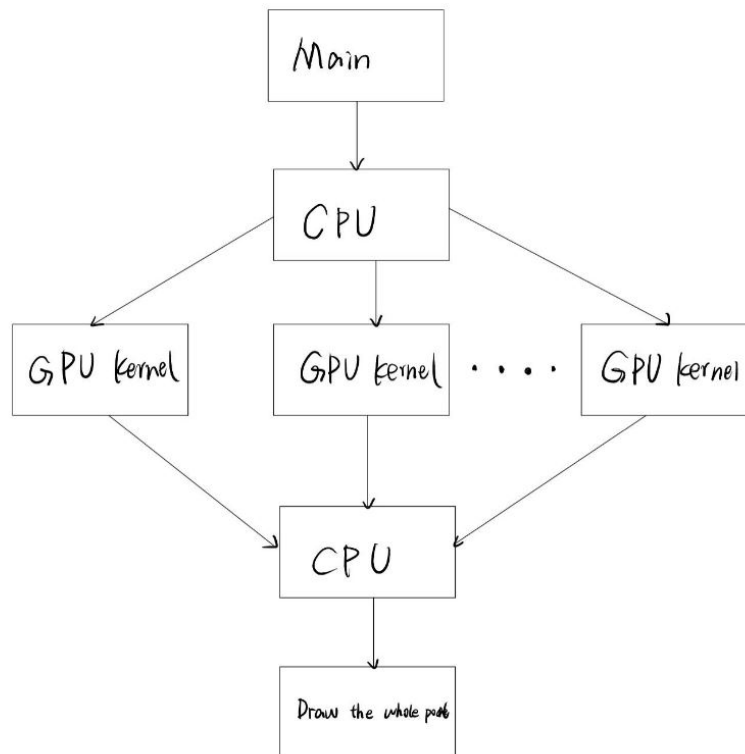 Main
CPU
GPU kernel
GPU kernel
....
GPU kernel
CPU
Draw the whole